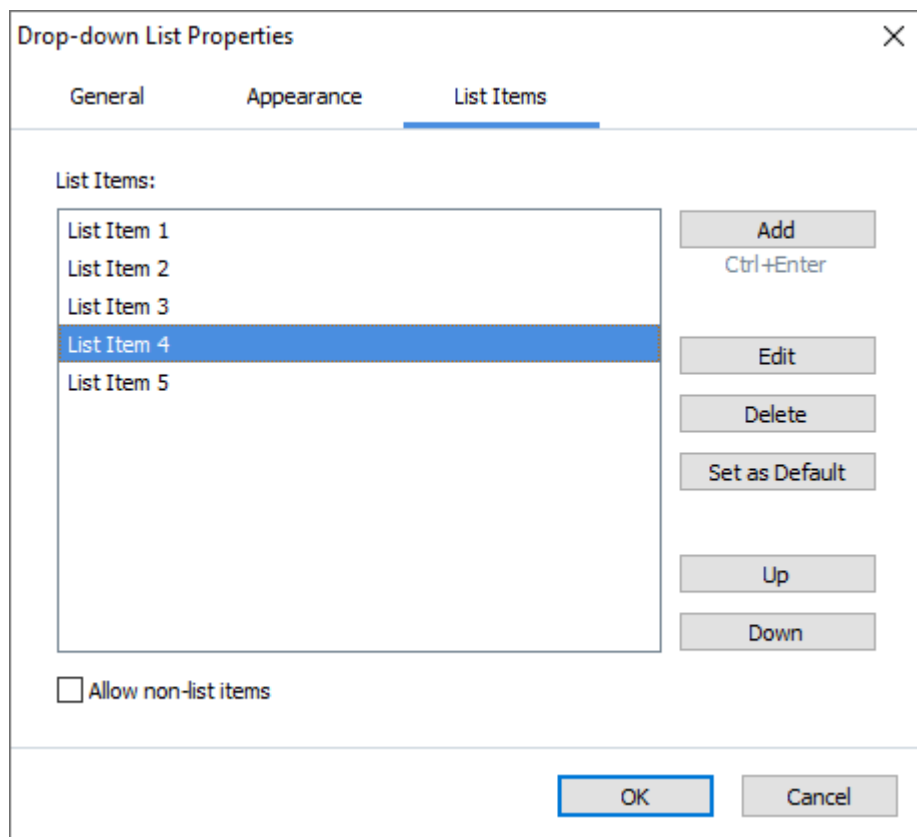 Drop-down List Properties
General Appearance List Items
List Items:
List Item 1
List Item 2
List Item 3
List Item 4
List Item 5
Add
Ctrl+Enter
Edit
Delete
Set as Default
Up
Down
Allow non-list items
OK Cancel